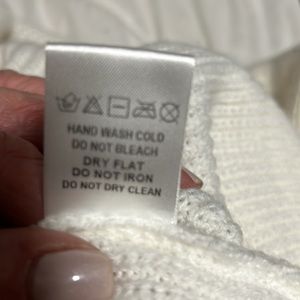 HAND WASH COLD
DO NOT BLEACH
DRY FLAT
DO NOT IRON
DO NOT DRY CLEAN